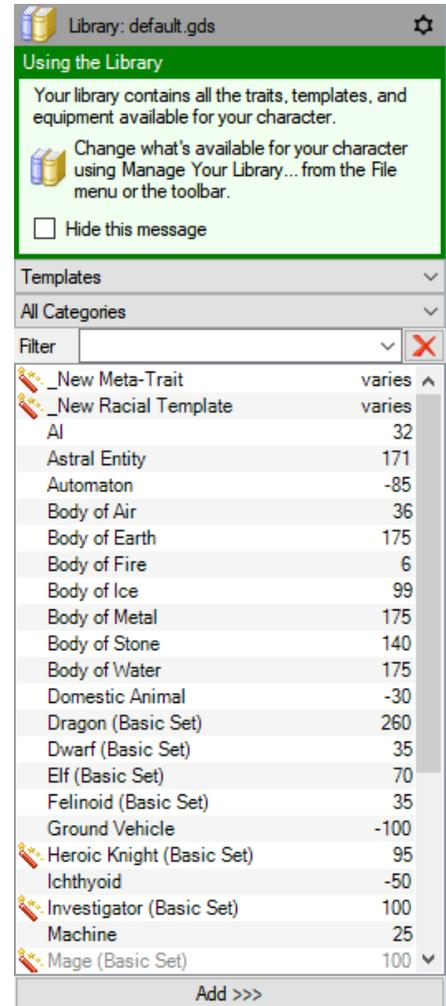 Library: default.gds
Using the Library
Your library contains all the traits, templates, and
equipment available for your character.
Change what's available for your character
using Manage Your Library... from the File
menu or the toolbar.
Hide this message
Templates
All Categories
Filter
_New Meta-Trait varies
_New Racial Template varies
AI 32
Astral Entity 171
Automaton -85
Body of Air 36
Body of Earth 175
Body of Fire 6
Body of Ice 99
Body of Metal 175
Body of Stone 140
Body of Water 175
Domestic Animal -30
Dragon (Basic Set) 260
Dwarf (Basic Set) 35
Elf (Basic Set) 70
Felinoid (Basic Set) 35
Ground Vehicle -100
Heroic Knight (Basic Set) 95
Ichthyoid -50
Investigator (Basic Set) 100
Machine 25
Mage (Basic Set) 100
Add >>>